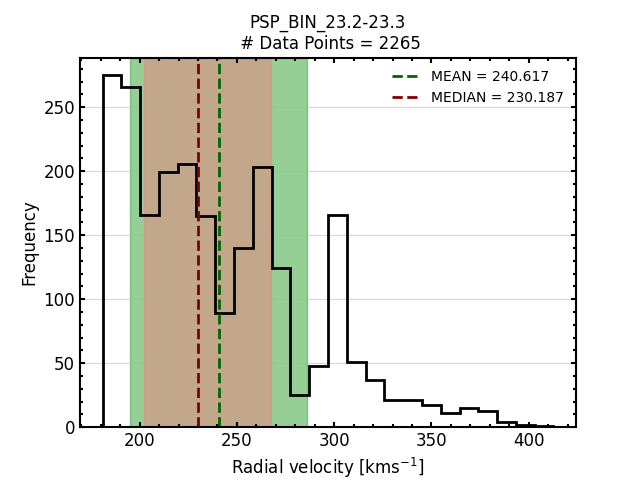 PSP_BIN_23.2-23.3
# Data Points = 2265
MEAN = 240.617
MEDIAN = 230.187
Frequency
250
200
150
100
50
0
200 250 300 350 400
Radial velocity [kms⁻¹]